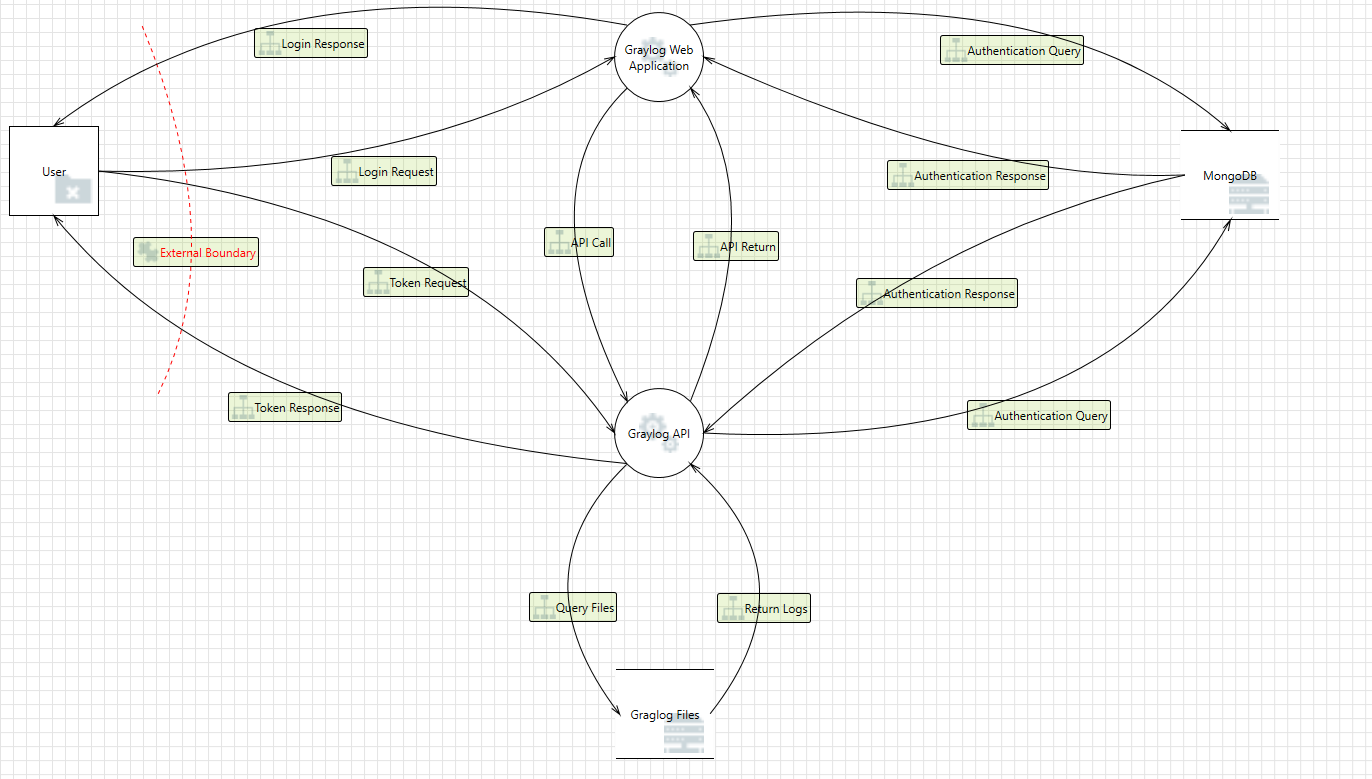 Login Response
Graylog Web
Application
Authentication Query
User
Login Request
Authentication Response
MongoDB
External Boundary
API Call
API Return
Token Request
Authentication Response
Token Response
Authentication Query
Graylog API
Query Files
Return Logs
Graglog Files